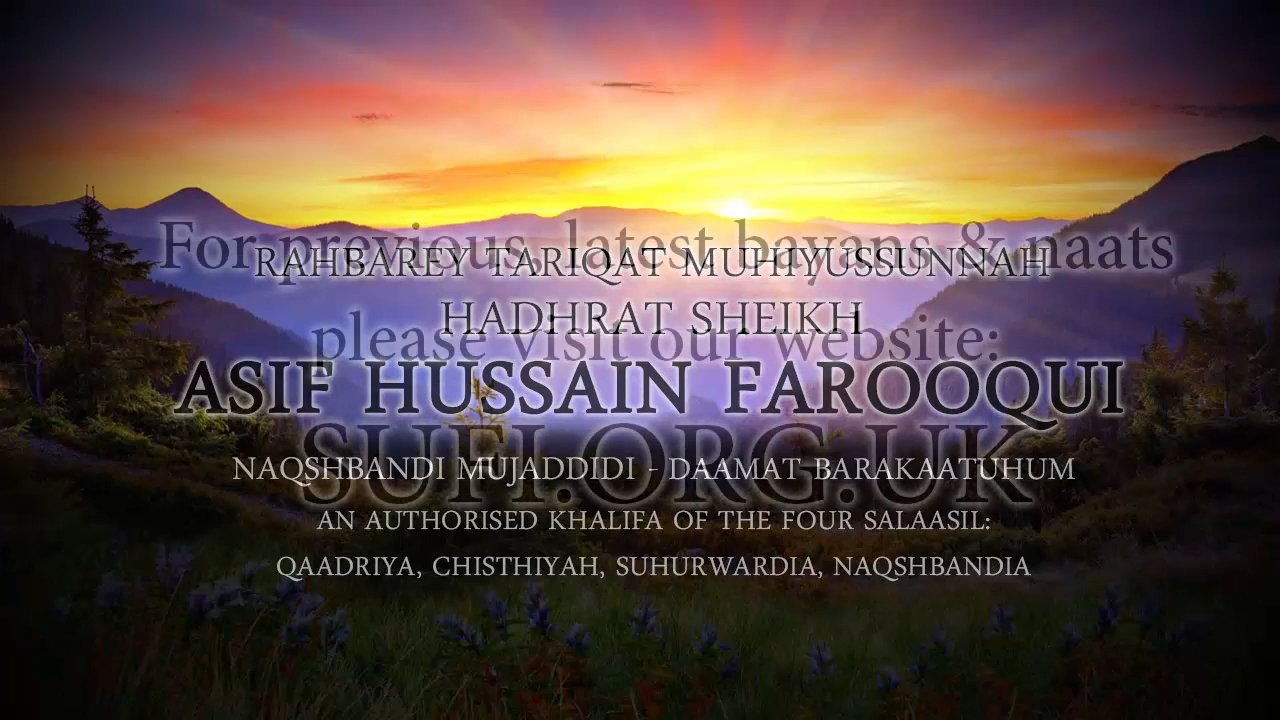 For previous, latest bayans & naats
RAHBAREY TARIQAT MUHIYUSSUNNAH
HADHRAT SHEIKH
please visit our website:
ASIF HUSSAIN FAROOQUI
SUFI.ORG.UK
NAQSHBANDI MUJADDIDI - DAAMAT BARAKAATUHUM
AN AUTHORISED KHALIFA OF THE FOUR SALAASIL:
QAADRIYA, CHISTHIYAH, SUHURWARDIA, NAQSHBANDIA